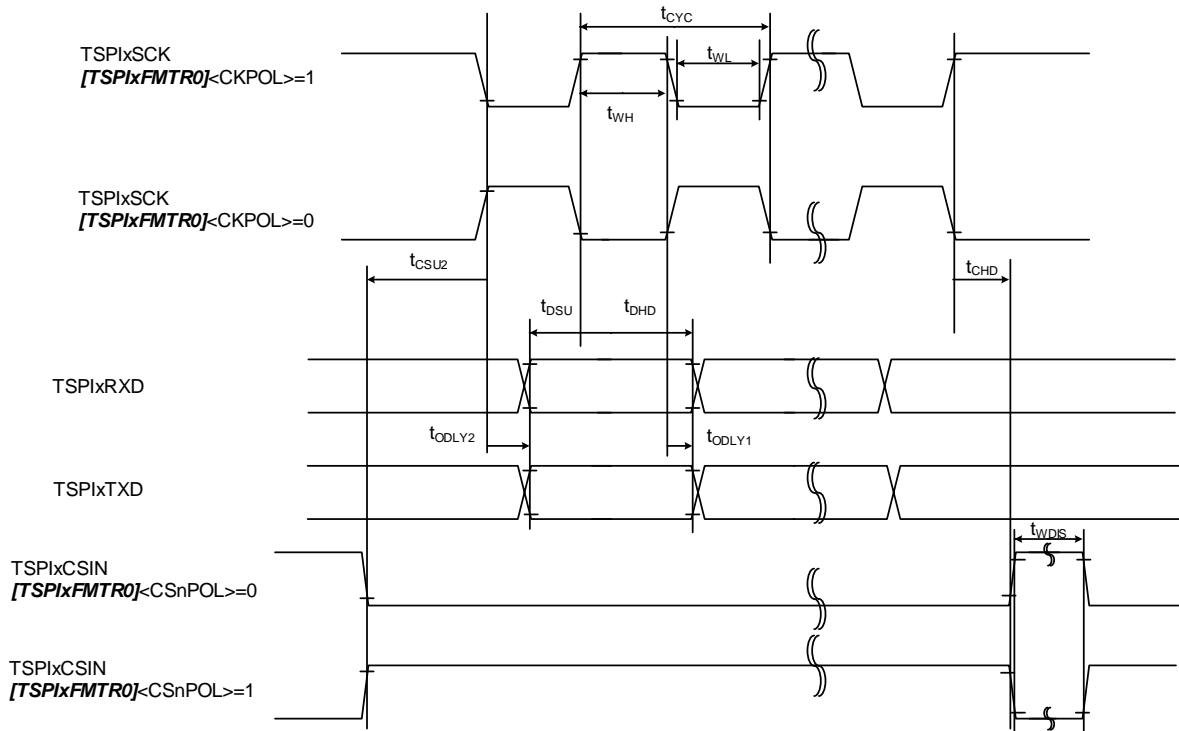 tCYC
TSPIxSCK
[TSPIxFMTR0]<CKPOL>=1
tWL
tWH
TSPIxSCK
[TSPIxFMTR0]<CKPOL>=0
tCSU2
tCHD
tDSU
tDHD
TSPIxRXD
tODLY2
tODLY1
TSPIxTXD
tWDIS
TSPIxCSIN
[TSPIxFMTR0]<CSnPOL>=0
TSPIxCSIN
[TSPIxFMTR0]<CSnPOL>=1